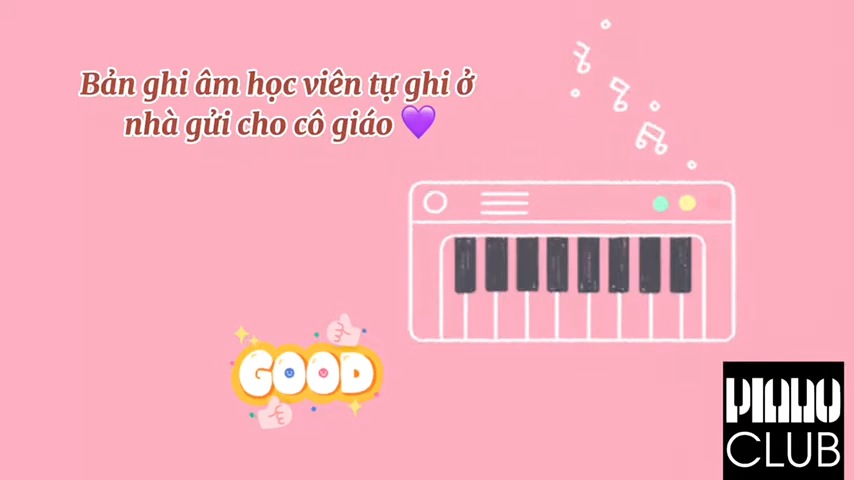 Bản ghi âm học viên tự ghi ở
nhà gửi cho cô giáo 💜
GOOD
PIANO
CLUB